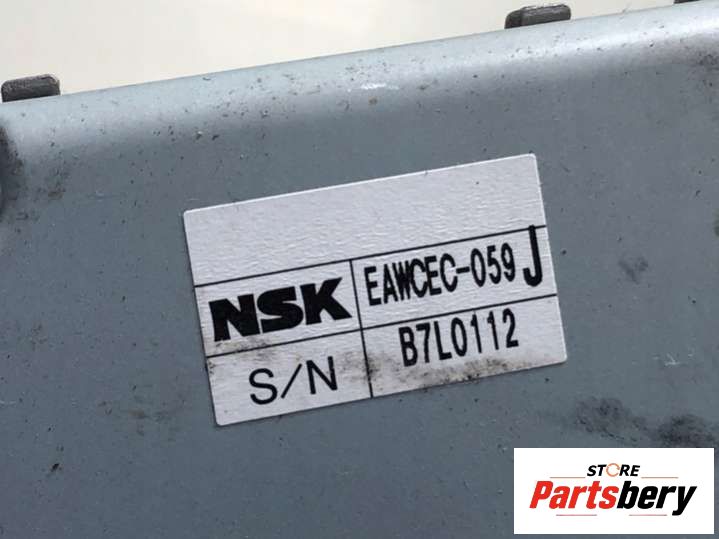 NSK EAWCEC-059 J
S/N B7L0112
STORE
Partsbery